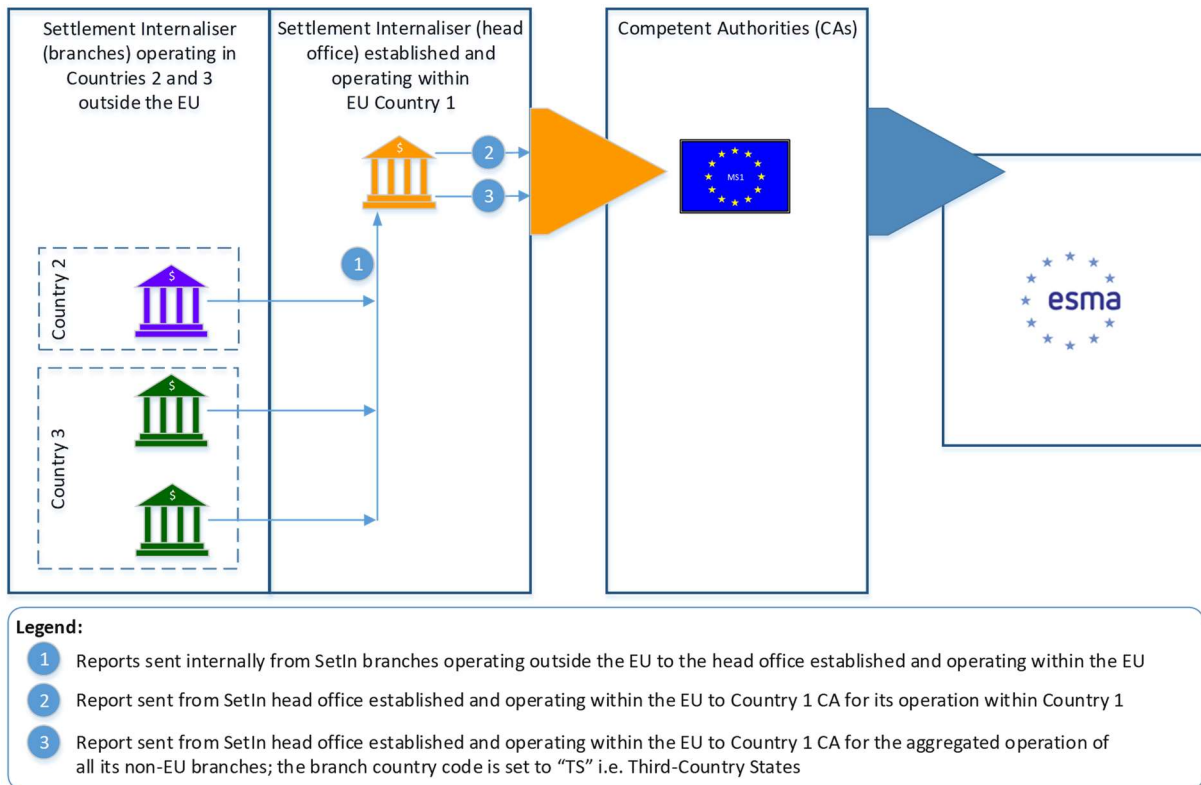 Settlement Internaliser
(branches) operating in
Countries 2 and 3
outside the EU
Settlement Internaliser (head
office) established and
operating within
EU Country 1
Competent Authorities (CAs)
$
2
MS1
3
1
Country 2
$
esma
Country 3
$
$
Legend:
1 Reports sent internally from SetIn branches operating outside the EU to the head office established and operating within the EU
2 Report sent from SetIn head office established and operating within the EU to Country 1 CA for its operation within Country 1
3 Report sent from SetIn head office established and operating within the EU to Country 1 CA for the aggregated operation of
all its non-EU branches; the branch country code is set to “TS” i.e. Third-Country States